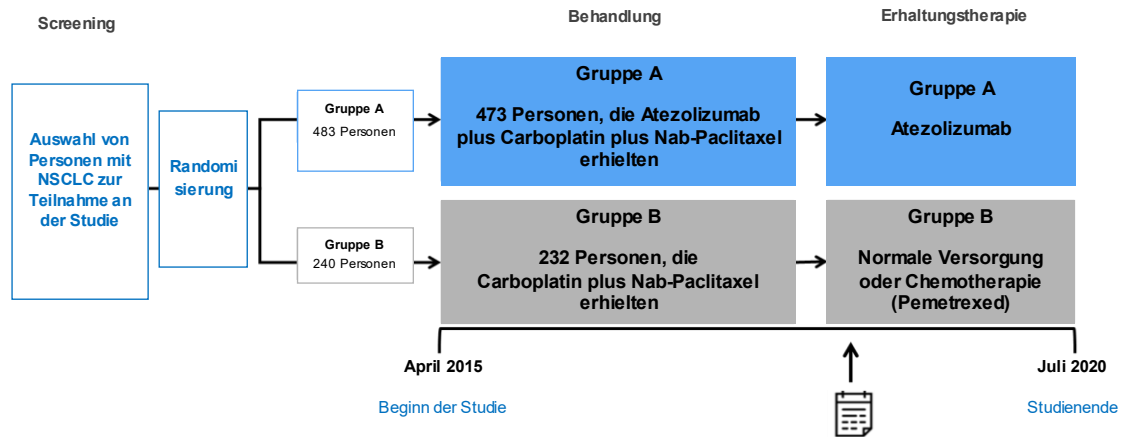 Screening
Behandlung
Erhaltungstherapie
Auswahl von
Personen mit
NSCLC zur
Teilnahme an
der Studie
Randomi
sierung
Gruppe A
483 Personen
Gruppe B
240 Personen
Gruppe A
473 Personen, die Atezolizumab
plus Carboplatin plus Nab-Paclitaxel
erhielten
Gruppe A
Atezolizumab
Gruppe B
232 Personen, die
Carboplatin plus Nab-Paclitaxel
erhielten
Gruppe B
Normale Versorgung
oder Chemotherapie
(Pemetrexed)
April 2015
Juli 2020
Beginn der Studie
Studienende